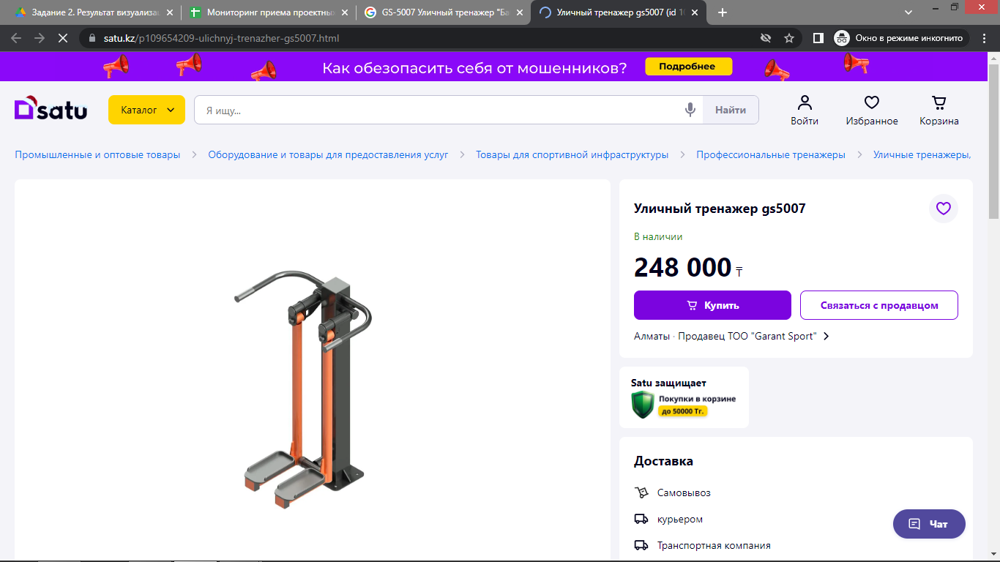 Задание 2. Результат визуализа
Мониторинг приема проектны
GS-5007 Уличный тренажер "Ба
Уличный тренажер gs5007 (id 1
satu.kz/p109654209-ulichnyj-trenazher-gs5007.html
Окно в режиме инкогнито
Как обезопасить себя от мошенников?
Подробнее
satu
Каталог
Я ищу...
Найти
Войти
Избранное
Корзина
Промышленные и оптовые товары
Оборудование и товары для предоставления услуг
Товары для спортивной инфраструктуры
Профессиональные тренажеры
Уличные тренажеры,
Уличный тренажер gs5007
В наличии
248 000 ₸
Купить
Связаться с продавцом
Алматы · Продавец ТОО "Garant Sport"
Satu защищает
Покупки в корзине
до 50000 Тг.
Доставка
Самовывоз
курьером
Чат
Транспортная компания